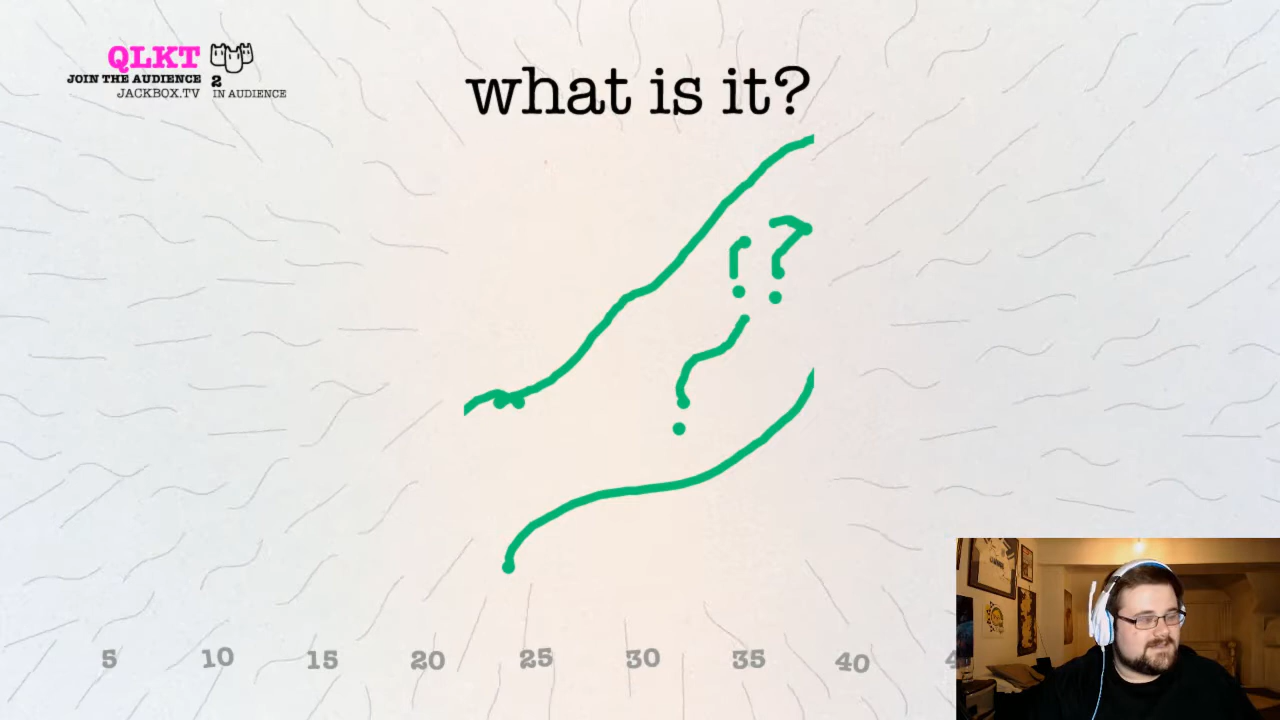 QLKT
JOIN THE AUDIENCE 2
JACKBOX.TV IN AUDIENCE
what is it?
? ?
?
5 10 15 20 25 30 35 40 4